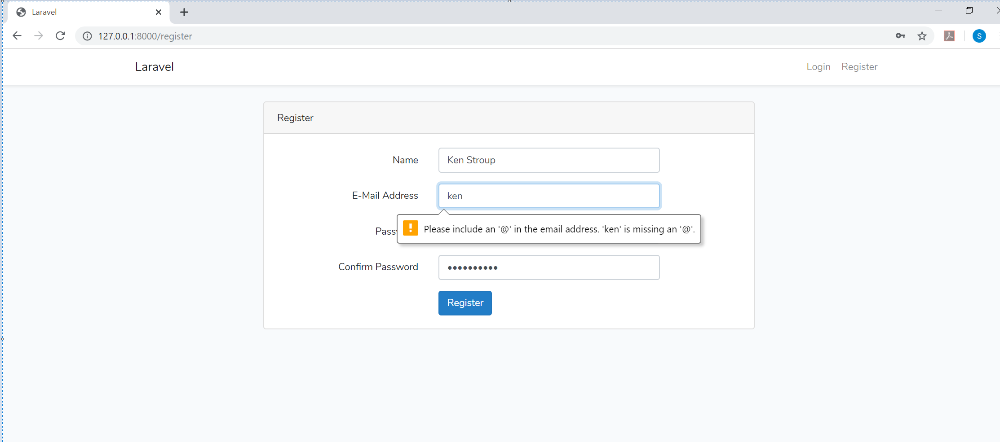 Laravel
127.0.0.1:8000/register
S
Laravel
Login Register
Register
Name Ken Stroup
E-Mail Address ken
Please include an '@' in the email address. 'ken' is missing an '@'.
Confirm Password ••••••••••
Register